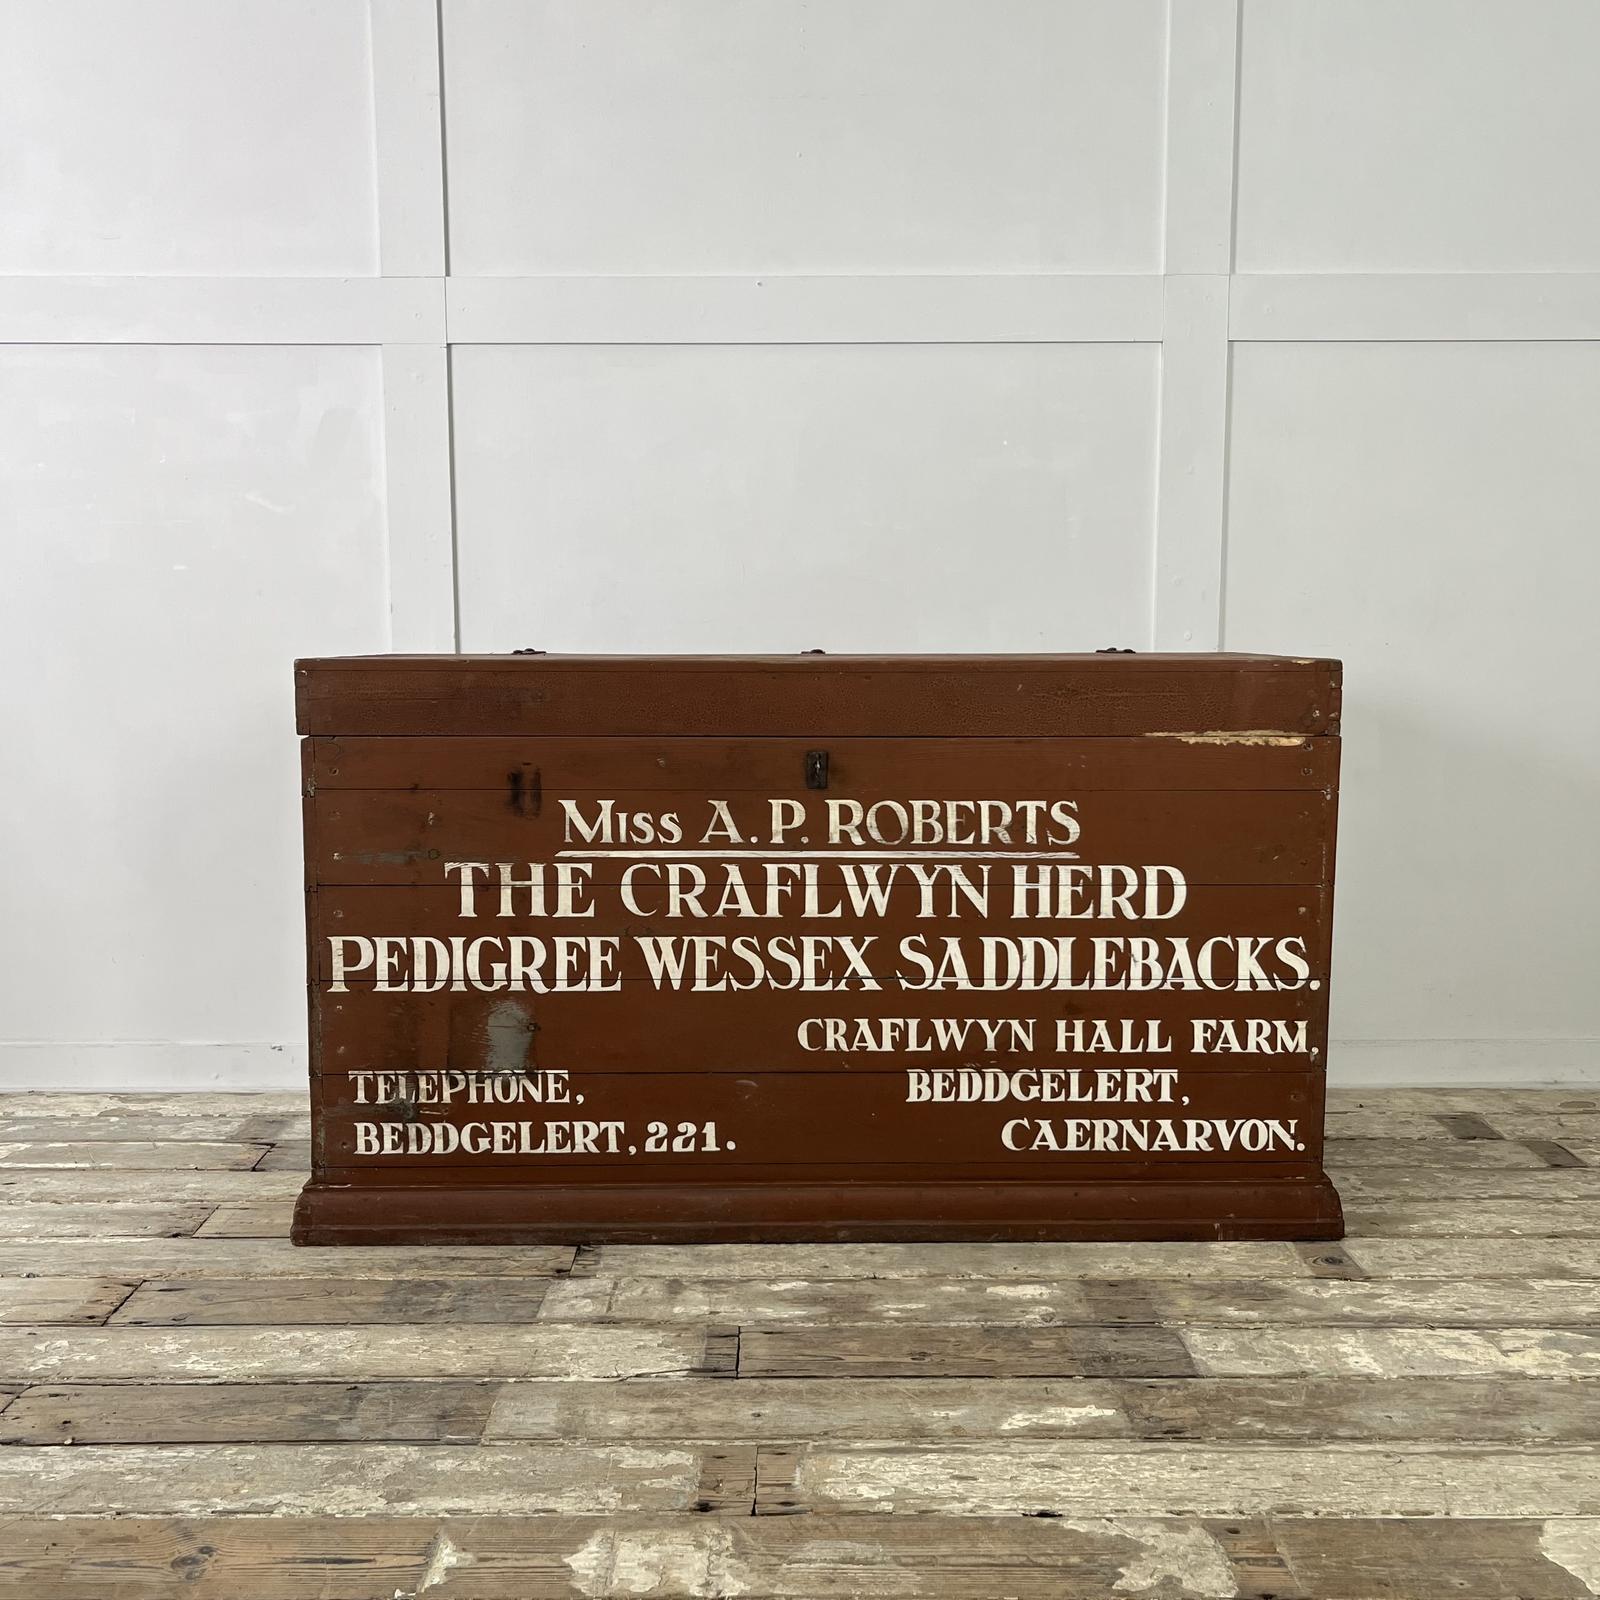 Miss A. P. ROBERTS
THE CRAFLWYN HERD
PEDIGREE WESSEX SADDLEBACKS.
CRAFLWYN HALL FARM,
BEDDGELERT,
CAERNARVON.
TELEPHONE,
BEDDGELERT, 221.